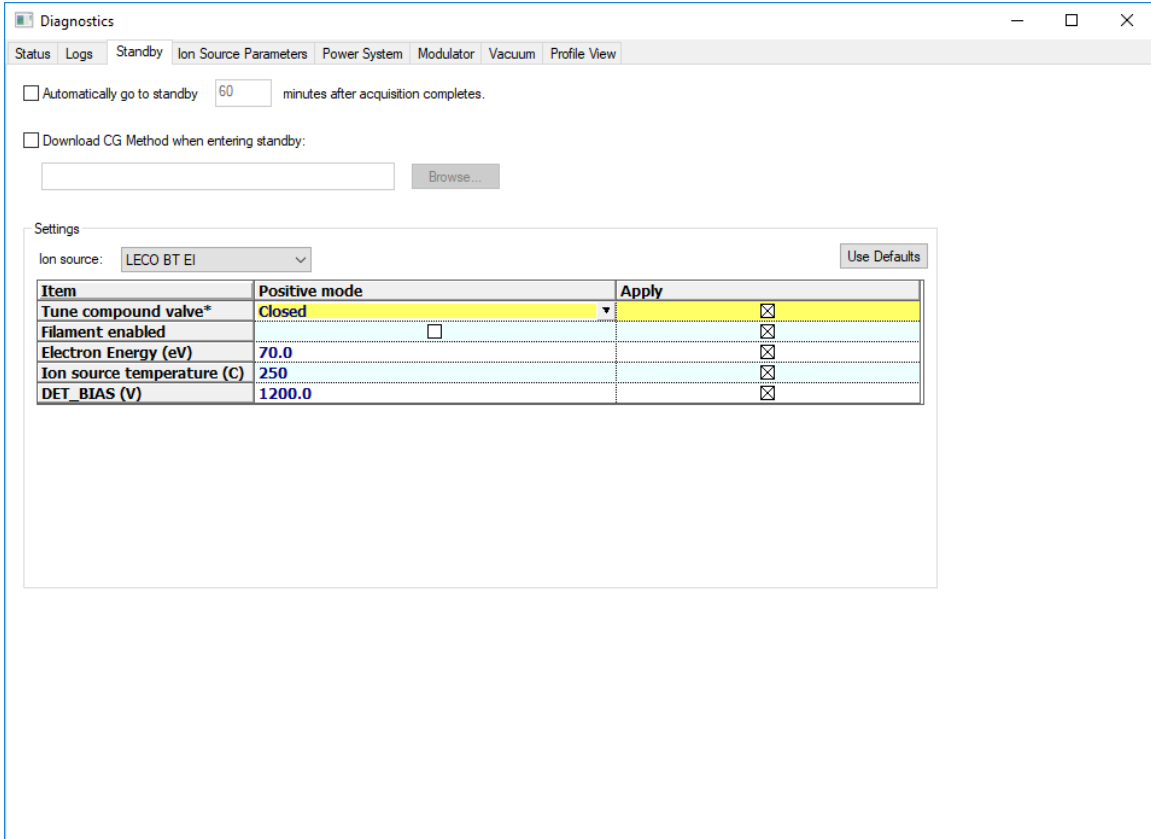 Diagnostics
Status Logs Standby Ion Source Parameters Power System Modulator Vacuum Profile View
Automatically go to standby 60 minutes after acquisition completes.
Download CG Method when entering standby:
Browse...
Settings
Ion source: LECO BT EI Use Defaults
Item Positive mode Apply
Tune compound valve* Closed
Filament enabled
Electron Energy (eV) 70.0
Ion source temperature (C) 250
DET_BIAS (V) 1200.0